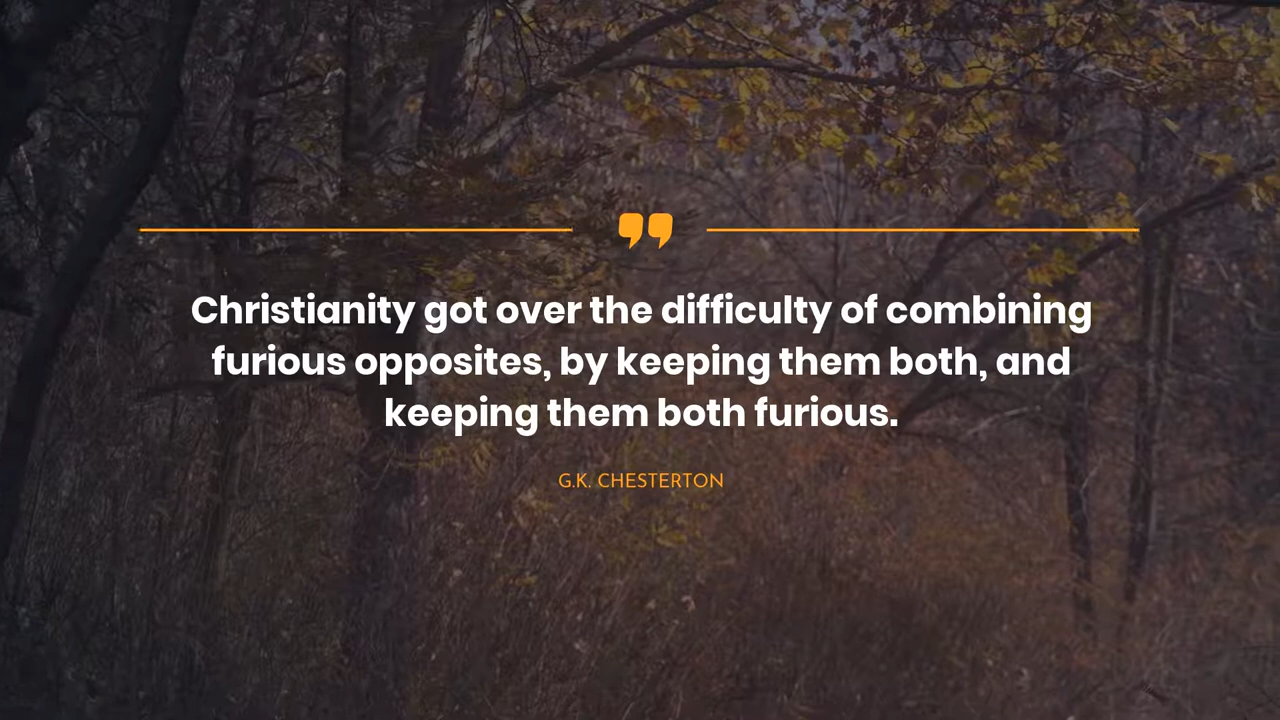 Christianity got over the difficulty of combining
furious opposites, by keeping them both, and
keeping them both furious.
G.K. CHESTERTON